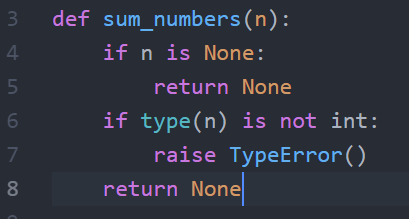 3 def sum_numbers(n):
4     if n is None:
5         return None
6     if type(n) is not int:
7         raise TypeError()
8     return None